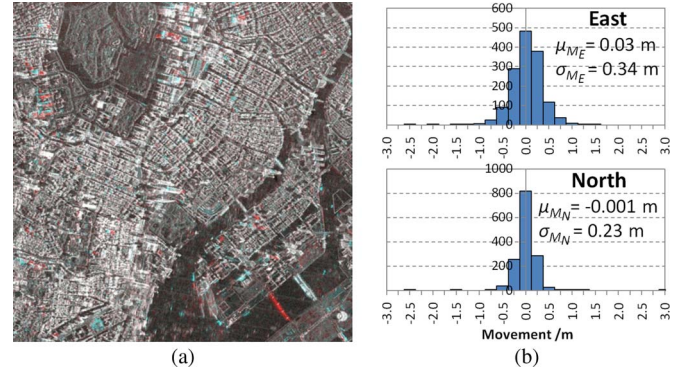 600
500
400
300
200
100
0
East
μ_ME = 0.03 m
σ_ME = 0.34 m
-3.0 -2.5 -2.0 -1.5 -1.0 -0.5 0.0 0.5 1.0 1.5 2.0 2.5 3.0
1000
800
600
400
200
0
North
μ_MN = -0.001 m
σ_MN = 0.23 m
-3.0 -2.5 -2.0 -1.5 -1.0 -0.5 0.0 0.5 1.0 1.5 2.0 2.5 3.0
Movement /m
(a) (b)